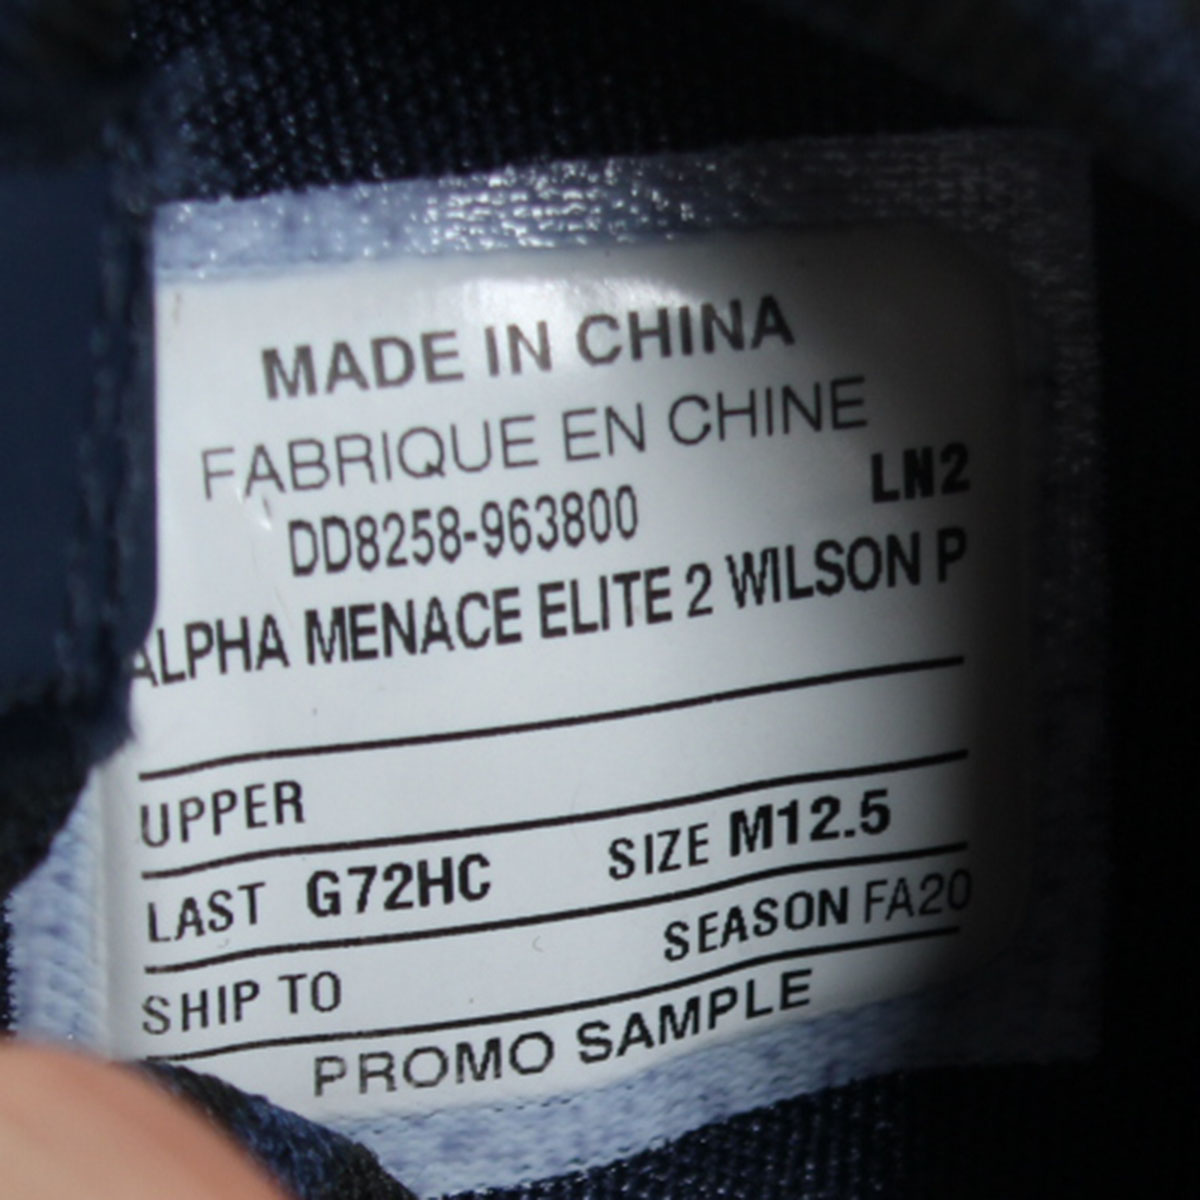 MADE IN CHINA
FABRIQUE EN CHINE
LN2
DD8258-963800
ALPHA MENACE ELITE 2 WILSON P
UPPER
LAST G72HC SIZE M12.5
SHIP TO SEASON FA20
PROMO SAMPLE